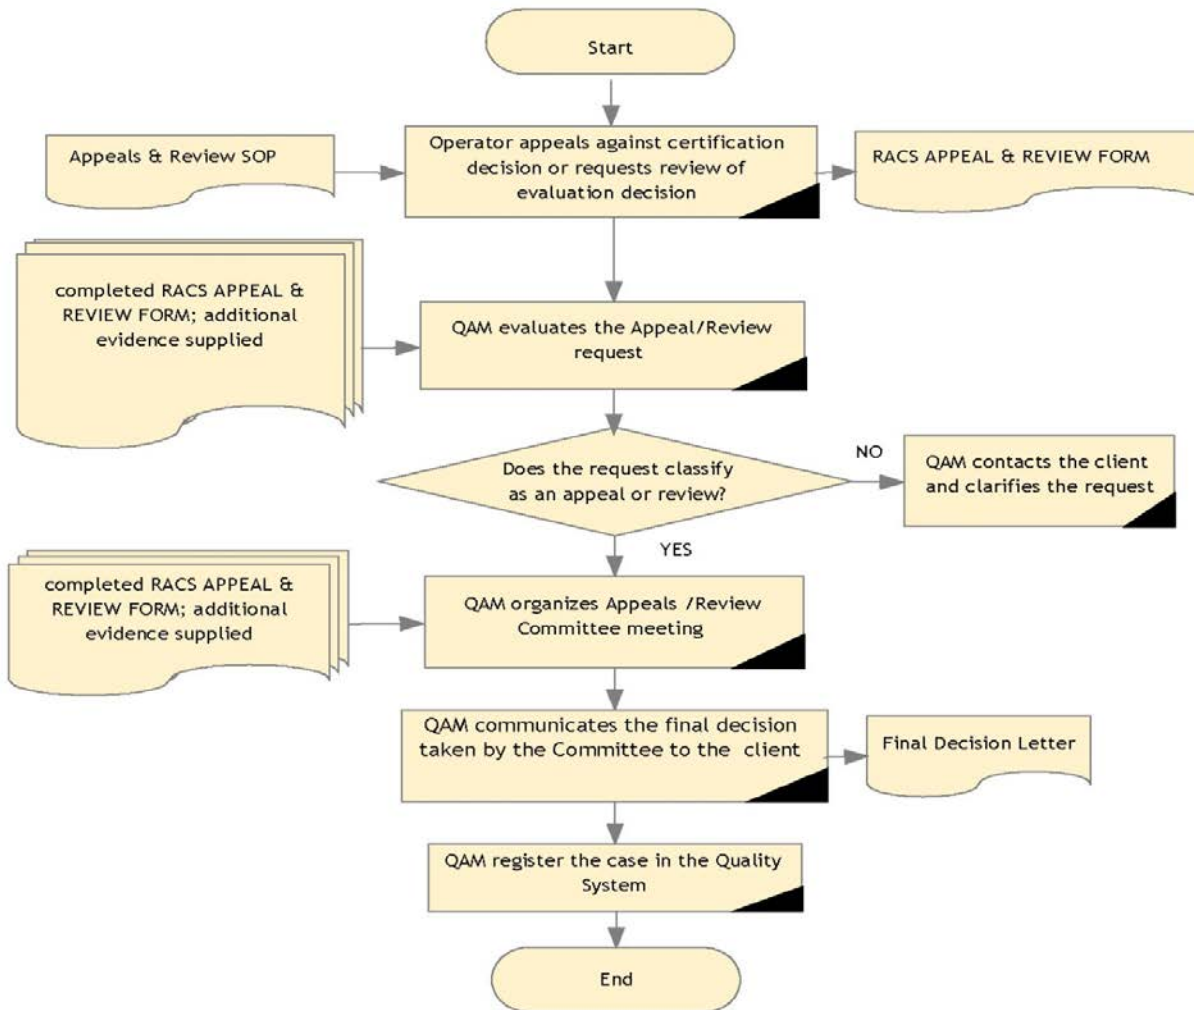 Start
Appeals & Review SOP
Operator appeals against certification
decision or requests review of
evaluation decision
RACS APPEAL & REVIEW FORM
completed RACS APPEAL &
REVIEW FORM; additional
evidence supplied
QAM evaluates the Appeal/Review
request
Does the request classify
as an appeal or review?
NO
QAM contacts the client
and clarifies the request
YES
completed RACS APPEAL &
REVIEW FORM; additional
evidence supplied
QAM organizes Appeals /Review
Committee meeting
QAM communicates the final decision
taken by the Committee to the client
Final Decision Letter
QAM register the case in the Quality
System
End